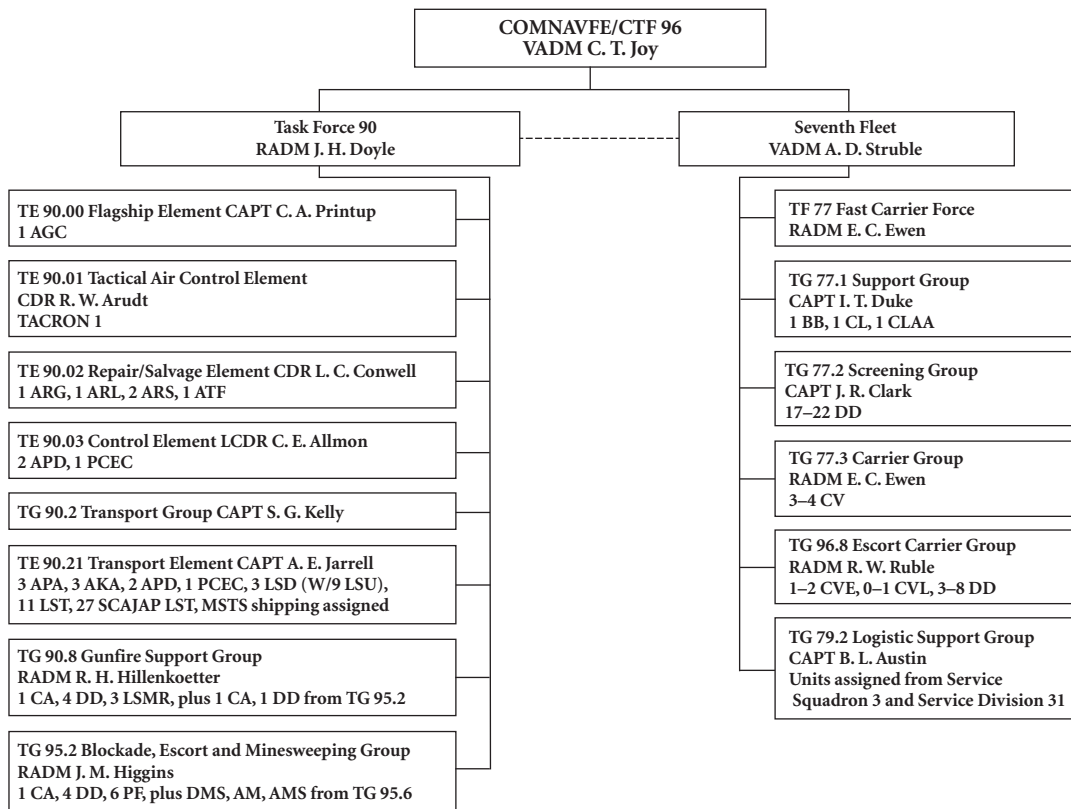 COMNAVFE/CTF 96
VADM C. T. Joy
Task Force 90
RADM J. H. Doyle
Seventh Fleet
VADM A. D. Struble
TE 90.00 Flagship Element CAPT C. A. Printup
1 AGC
TE 90.01 Tactical Air Control Element
CDR R. W. Arudt
TACRON 1
TE 90.02 Repair/Salvage Element CDR L. C. Conwell
1 ARG, 1 ARL, 2 ARS, 1 ATF
TE 90.03 Control Element LCDR C. E. Allmon
2 APD, 1 PCEC
TG 90.2 Transport Group CAPT S. G. Kelly
TE 90.21 Transport Element CAPT A. E. Jarrell
3 APA, 3 AKA, 2 APD, 1 PCEC, 3 LSD (W/9 LSU),
11 LST, 27 SCAJAP LST, MSTS shipping assigned
TG 90.8 Gunfire Support Group
RADM R. H. Hillenkoetter
1 CA, 4 DD, 3 LSMR, plus 1 CA, 1 DD from TG 95.2
TG 95.2 Blockade, Escort and Minesweeping Group
RADM J. M. Higgins
1 CA, 4 DD, 6 PF, plus DMS, AM, AMS from TG 95.6
TF 77 Fast Carrier Force
RADM E. C. Ewen
TG 77.1 Support Group
CAPT I. T. Duke
1 BB, 1 CL, 1 CLAA
TG 77.2 Screening Group
CAPT J. R. Clark
17–22 DD
TG 77.3 Carrier Group
RADM E. C. Ewen
3–4 CV
TG 96.8 Escort Carrier Group
RADM R. W. Ruble
1–2 CVE, 0–1 CVL, 3–8 DD
TG 79.2 Logistic Support Group
CAPT B. L. Austin
Units assigned from Service
Squadron 3 and Service Division 31